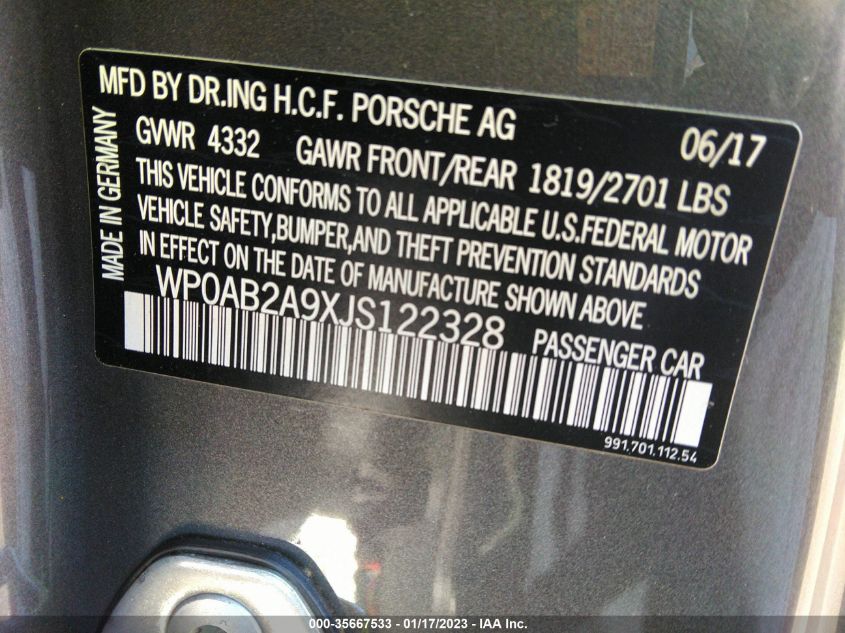 MFD BY DR.ING H.C.F. PORSCHE AG 06/17
GVWR 4332 GAWR FRONT/REAR 1819/2701 LBS
THIS VEHICLE CONFORMS TO ALL APPLICABLE U.S.FEDERAL MOTOR
VEHICLE SAFETY,BUMPER,AND THEFT PREVENTION STANDARDS
IN EFFECT ON THE DATE OF MANUFACTURE SHOWN ABOVE
MADE IN GERMANY
WP0AB2A9XJS122328 PASSENGER CAR
991.701.112.54
000-35667533 - 01/17/2023 - IAA Inc.